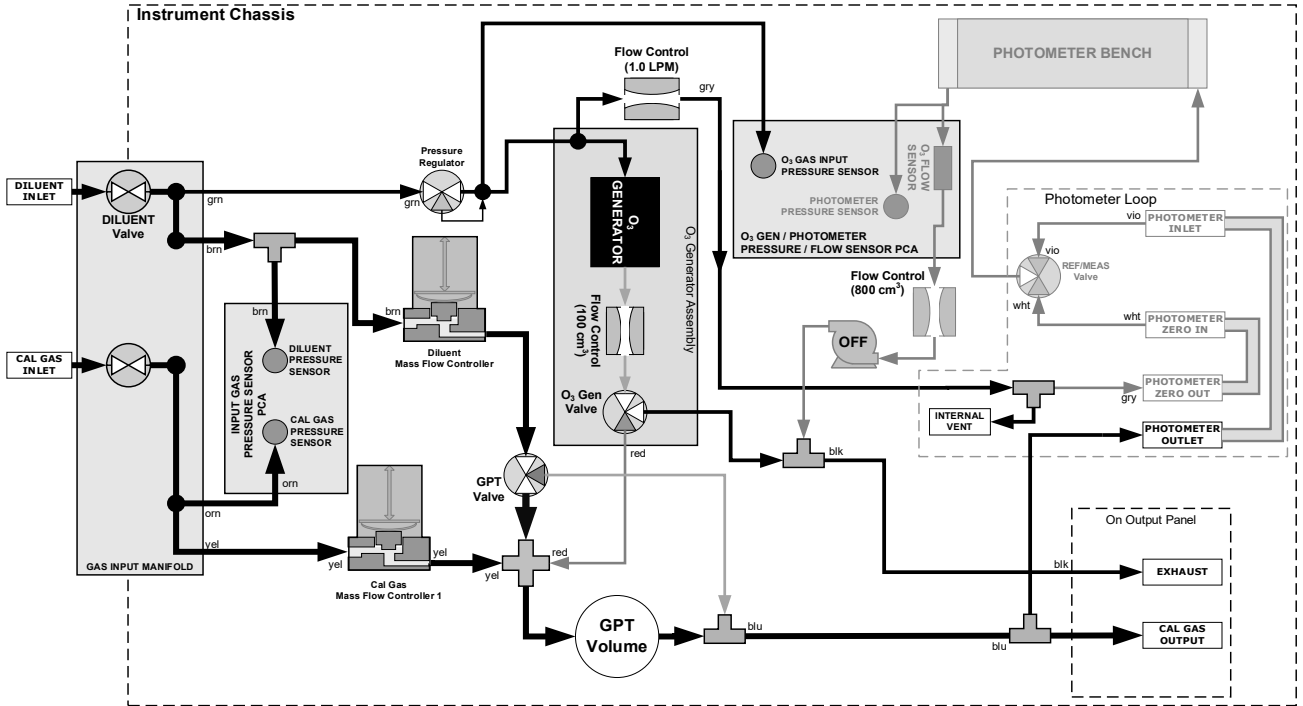 Instrument Chassis
PHOTOMETER BENCH
Flow Control
(1.0 LPM)
gry
Pressure
Regulator
grn
grn
DILUENT
INLET
DILUENT
Valve
brn
O3 GENERATOR
O3 Generator Assembly
O3 GAS INPUT
PRESSURE SENSOR
O3 FLOW
SENSOR
PHOTOMETER
PRESSURE SENSOR
O3 GEN / PHOTOMETER
PRESSURE / FLOW SENSOR PCA
Photometer Loop
vio
PHOTOMETER
INLET
vio
REF/MEAS
Valve
wht
wht
PHOTOMETER
ZERO IN
Flow Control
(800 cm3)
OFF
brn
brn
Diluent
Mass Flow Controller
Flow Control
(100 cm3)
CAL GAS
INLET
INPUT GAS
PRESSURE SENSOR
PCA
DILUENT
PRESSURE
SENSOR
CAL GAS
PRESSURE
SENSOR
orn
orn
O3 Gen
Valve
red
PHOTOMETER
ZERO OUT
gry
INTERNAL
VENT
PHOTOMETER
OUTLET
blk
GPT
Valve
yel
yel
yel
yel
red
GAS INPUT MANIFOLD
Cal Gas
Mass Flow Controller 1
On Output Panel
blk
EXHAUST
GPT
Volume
blu
blu
CAL GAS
OUTPUT